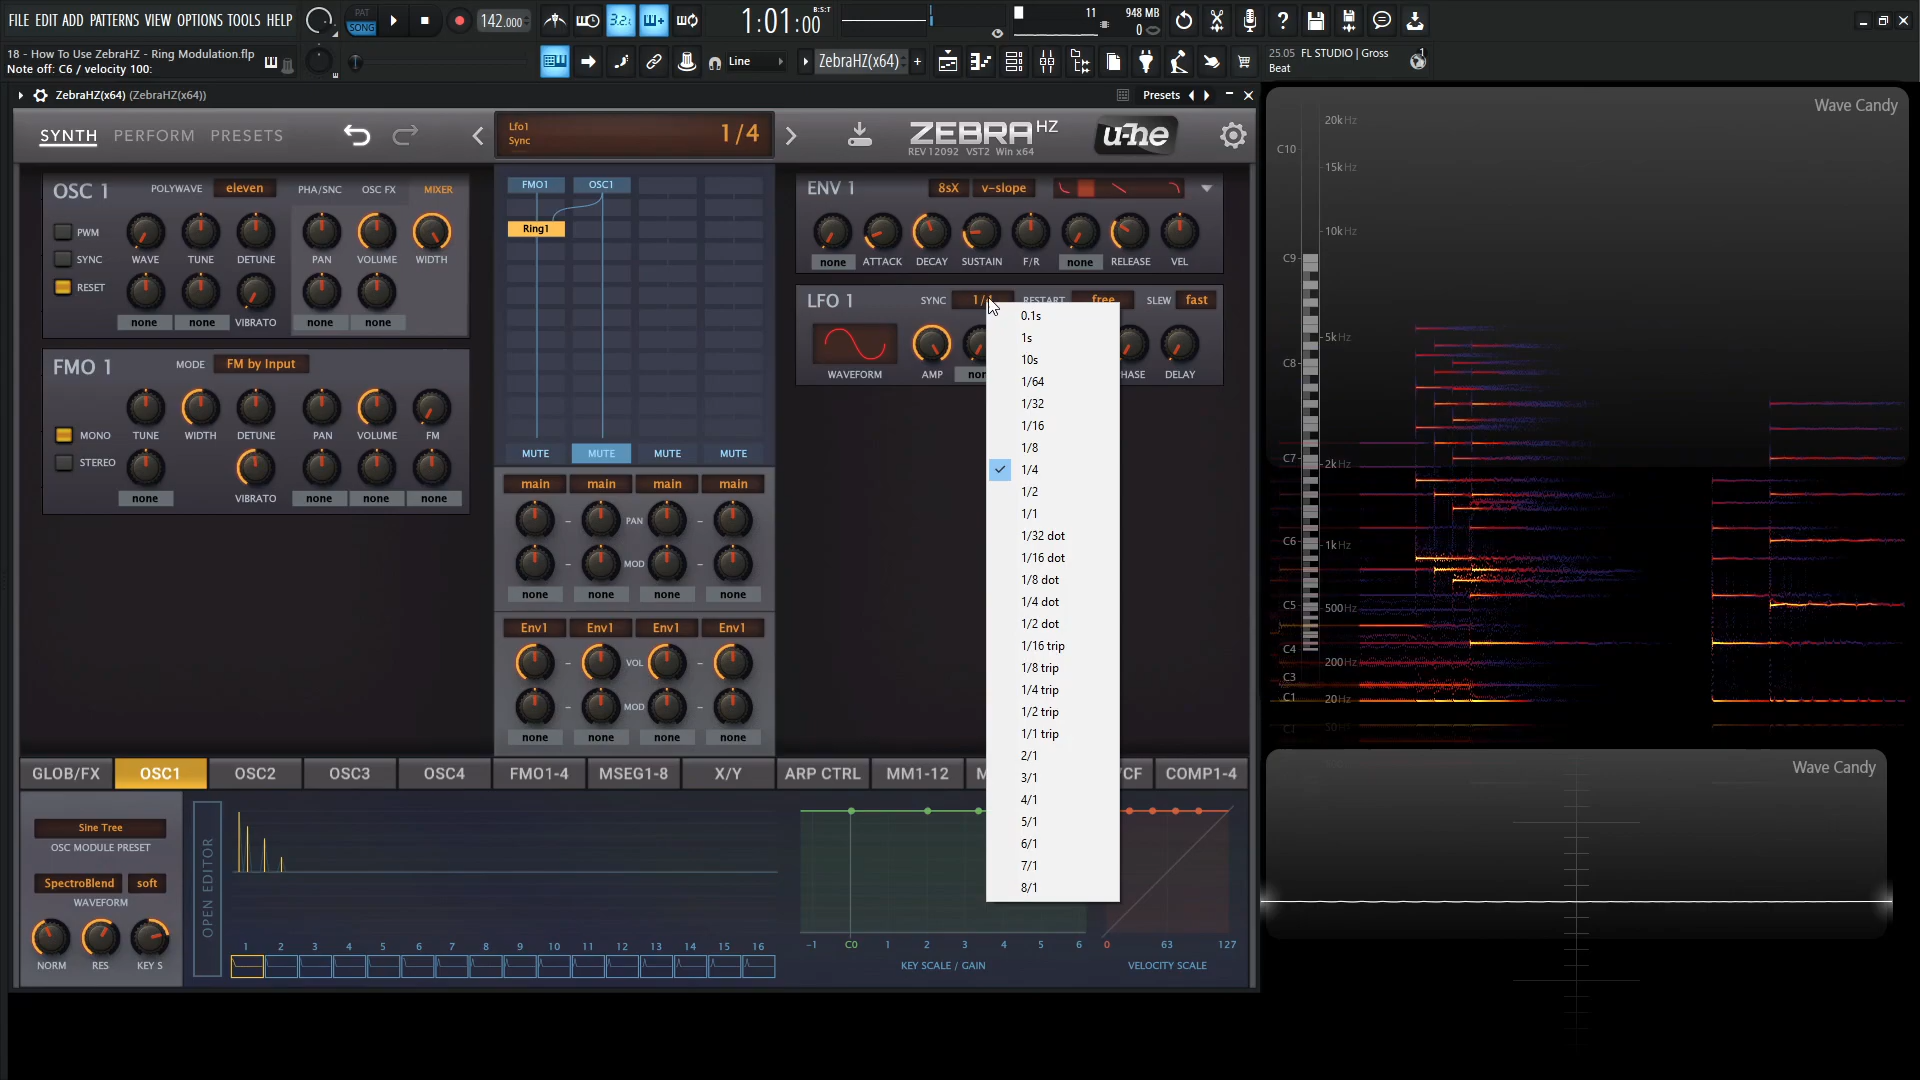 FILE EDIT ADD PATTERNS VIEW OPTIONS TOOLS HELP
PAT
SONG
142.000
3.2.
1:01:00
B:S:T
11
948 MB
0
18 - How To Use ZebraHZ - Ring Modulation.flp
Note off: C6 / velocity 100:
Line
ZebraHZ(x64)
25.05 FL STUDIO | Gross
Beat
1
ZebraHZ(x64) (ZebraHZ(x64))
Presets
SYNTH PERFORM PRESETS
Lfo1
Sync
1/4
ZEBRA HZ
REV 12092 VST2 Win x64
u-he
OSC 1 POLYWAVE eleven PHA/SNC OSC FX MIXER
PWM
SYNC
RESET
WAVE TUNE DETUNE PAN VOLUME WIDTH
none none VIBRATO none none
FMO 1 MODE FM by Input
MONO
STEREO
TUNE WIDTH DETUNE PAN VOLUME FM
none VIBRATO none none none
FMO1 OSC1
Ring1
MUTE MUTE MUTE MUTE
main main main main
PAN
MOD
none none none none
Env1 Env1 Env1 Env1
VOL
MOD
none none none none
ENV 1 8sX v-slope
none ATTACK DECAY SUSTAIN F/R none RELEASE VEL
LFO 1 SYNC RESTART free SLEW fast
WAVEFORM AMP DELAY
0.1s
1s
10s
1/64
1/32
1/16
1/8
1/4
1/2
1/1
1/32 dot
1/16 dot
1/8 dot
1/4 dot
1/2 dot
1/16 trip
1/8 trip
1/4 trip
1/2 trip
1/1 trip
2/1
3/1
4/1
5/1
6/1
7/1
8/1
GLOB/FX OSC1 OSC2 OSC3 OSC4 FMO1-4 MSEG1-8 X/Y ARP CTRL MM1-12 COMP1-4
Sine Tree
OSC MODULE PRESET
SpectroBlend soft
WAVEFORM
NORM RES KEY S
OPEN EDITOR
1 2 3 4 5 6 7 8 9 10 11 12 13 14 15 16
-1 C0 1 2 3 4 5 6
KEY SCALE / GAIN
0 63 127
VELOCITY SCALE
Wave Candy
20kHz
C10
15kHz
10kHz
C9
5kHz
C8
C7
2kHz
C6
1kHz
C5
500Hz
C4
200Hz
C3
C1
20Hz
Wave Candy